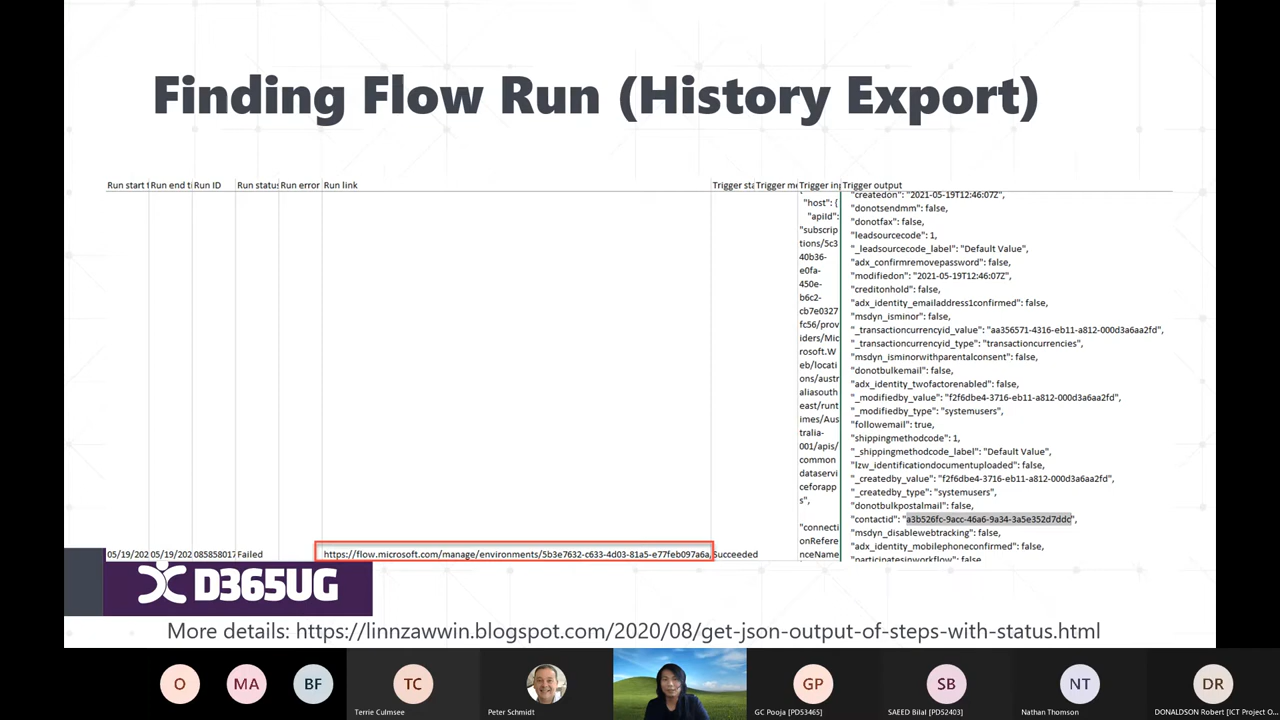 Finding Flow Run (History Export)
Run start t Run end ti Run ID Run status Run error Run link Trigger sta Trigger me Trigger inp Trigger output
"host": {
"apiId":
"subscrip
tions/5c3
40b36-
e0fa-
450e-
b6c2-
cb7e0327
fc56/prov
iders/Mic
rosoft.W
eb/locati
ons/austr
aliasouth
east/runt
imes/Aus
tralia-
001/apis/
common
dataservi
ceforapp
s",
"connecti
onRefere
nceName
"createdon": "2021-05-19T12:46:07Z",
"donotsendmm": false,
"donotfax": false,
"leadsourcecode": 1,
"_leadsourcecode_label": "Default Value",
"adx_confirmremovepassword": false,
"modifiedon": "2021-05-19T12:46:07Z",
"creditonhold": false,
"adx_identity_emailaddress1confirmed": false,
"msdyn_isminor": false,
"_transactioncurrencyid_value": "aa356571-4316-eb11-a812-000d3a6aa2fd",
"_transactioncurrencyid_type": "transactioncurrencies",
"msdyn_isminorwithparentalconsent": false,
"donotbulkemail": false,
"adx_identity_twofactorenabled": false,
"_modifiedby_value": "f2f6dbe4-3716-eb11-a812-000d3a6aa2fd",
"_modifiedby_type": "systemusers",
"followemail": true,
"shippingmethodcode": 1,
"_shippingmethodcode_label": "Default Value",
"lzw_identificationdocumentuploaded": false,
"_createdby_value": "f2f6dbe4-3716-eb11-a812-000d3a6aa2fd",
"_createdby_type": "systemusers",
"donotbulkpostalmail": false,
"contactid": "a3b526fc-9acc-46a6-9a34-3a5e352d7ddc",
"msdyn_disablewebtracking": false,
"adx_identity_mobilephoneconfirmed": false,
"participatesinworkflow": false,
05/19/202 05/19/202 085858017 Failed https://flow.microsoft.com/manage/environments/5b3e7632-c633-4d03-81a5-e77feb097a6a, Succeeded
D365UG
More details: https://linnzawwin.blogspot.com/2020/08/get-json-output-of-steps-with-status.html
O MA BF TC GP SB NT DR
Terrie Culmsee Peter Schmidt GC Pooja [PD53465] SAEED Bilal [PD52403] Nathan Thomson DONALDSON Robert [ICT Project O...